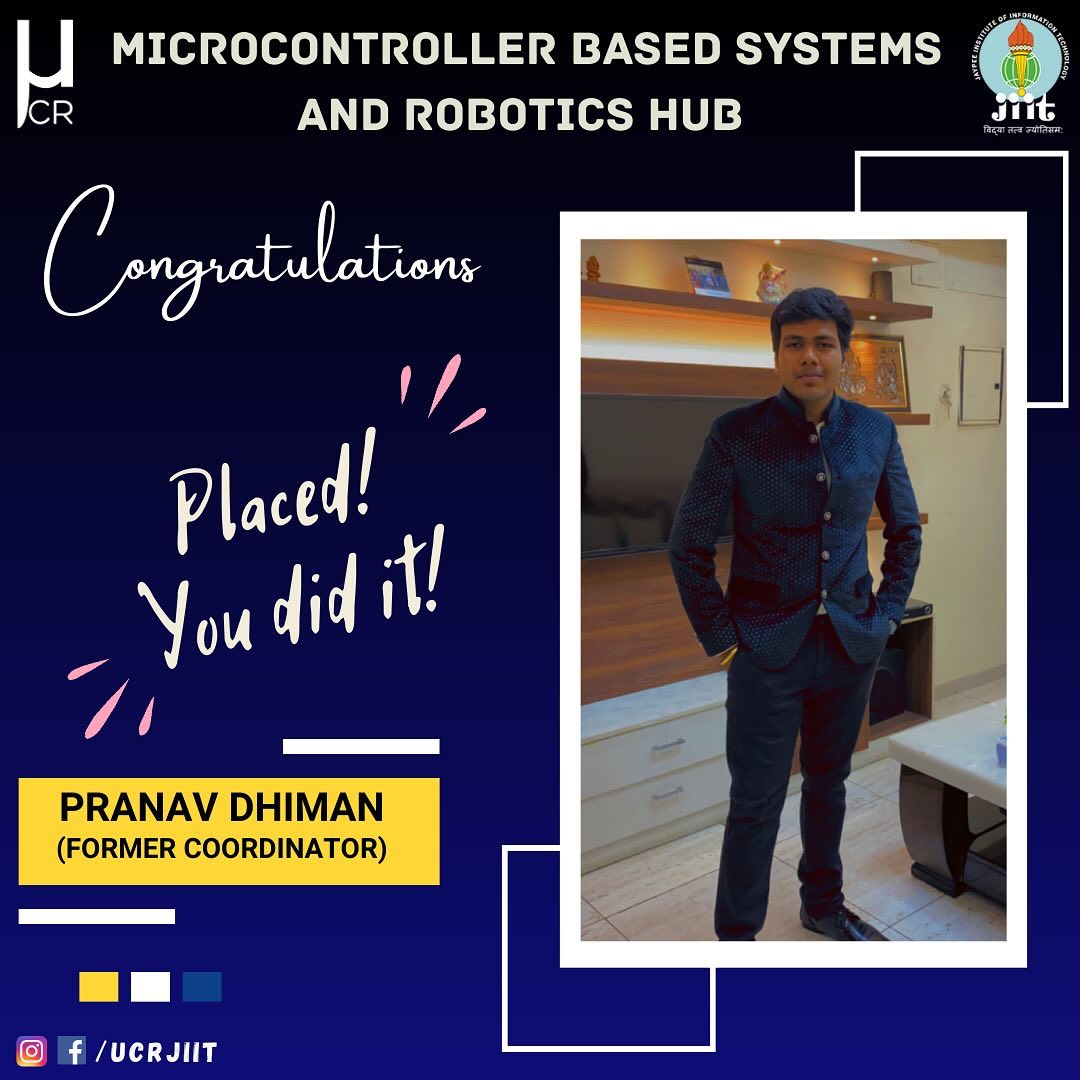 μ
CR
MICROCONTROLLER BASED SYSTEMS
AND ROBOTICS HUB
JAYPEE INSTITUTE OF INFORMATION TECHNOLOGY
jiit
विद्या तत्व ज्योतिसम:
Congratulations
Placed!
You did it!
PRANAV DHIMAN
(FORMER COORDINATOR)
/UCRJIIT